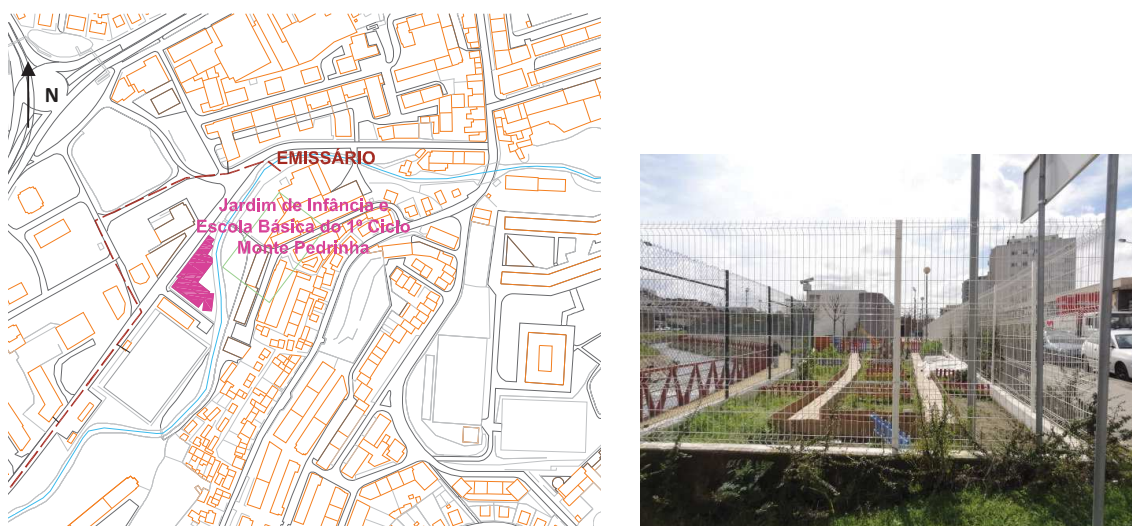 N
EMISSÁRIO
Jardim de Infância e
Escola Básica do 1º Ciclo
Monte Pedrinha